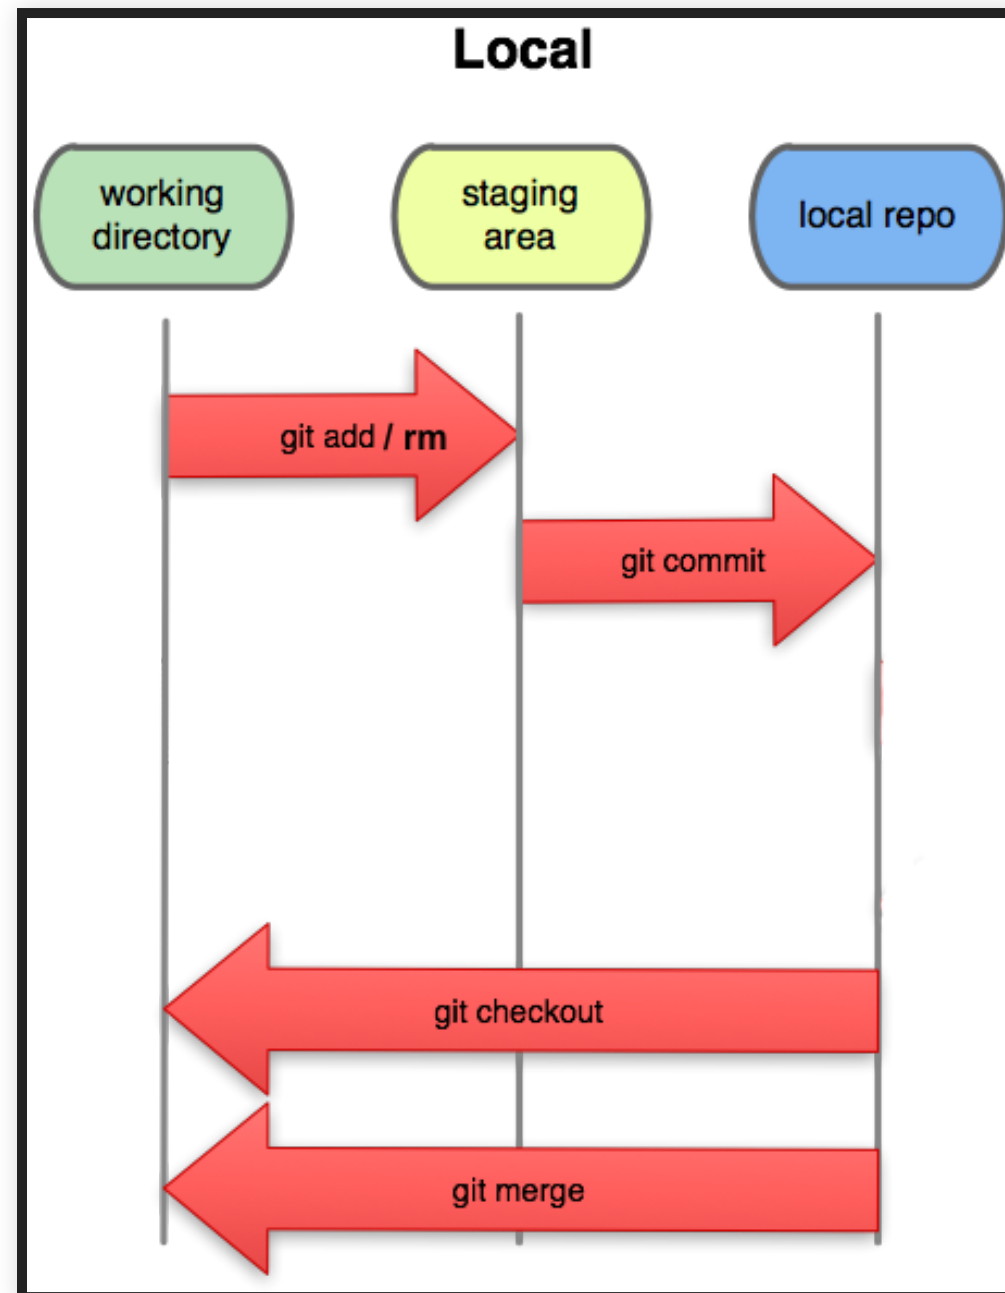 Local
working
directory
staging
area
local repo
git add / rm
git commit
git checkout
git merge